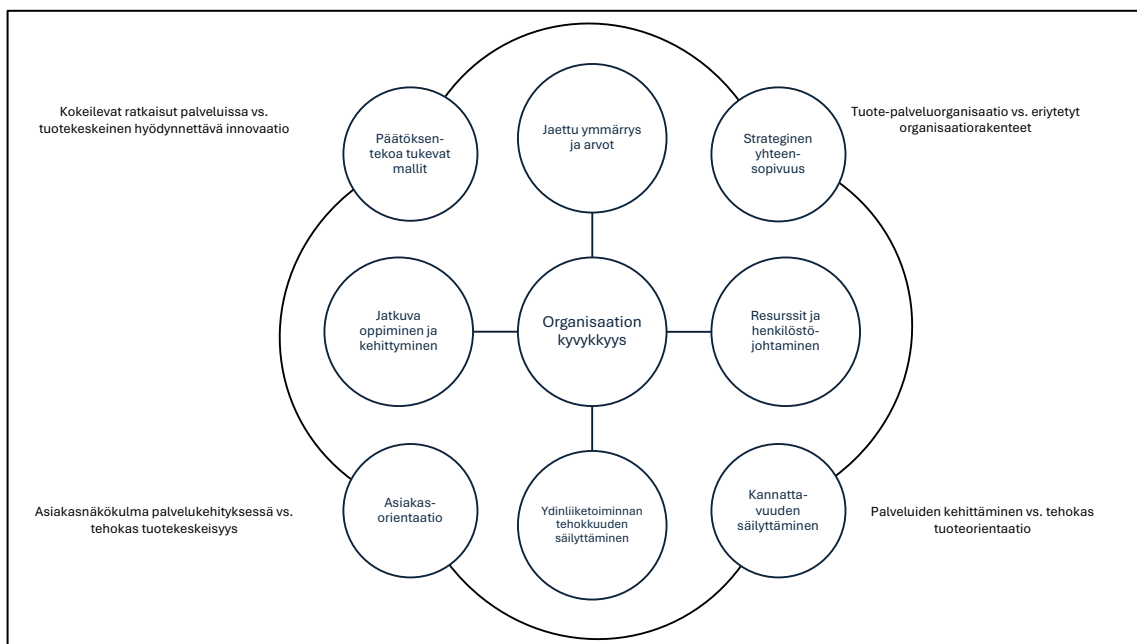 Kokeilevat ratkaisut palveluissa vs.
tuotekeskeinen hyödynnettävä innovaatio
Päätöksen-
tekoa tukevat
mallit
Jaettu ymmärrys
ja arvot
Strateginen
yhteen-
sopivuus
Tuote-palveluorganisaatio vs. eriytetyt
organisaatiorakenteet
Jatkuva
oppiminen ja
kehittyminen
Organisaation
kyvykkyys
Resurssit ja
henkilöstö-
johtaminen
Asiakasnäkökulma palvelukehityksessä vs.
tehokas tuotekeskeisyys
Asiakas-
orientaatio
Ydinliiketoiminnan
tehokkuuden
säilyttäminen
Kannatta-
vuuden
säilyttäminen
Palveluiden kehittäminen vs. tehokas
tuoteorientaatio